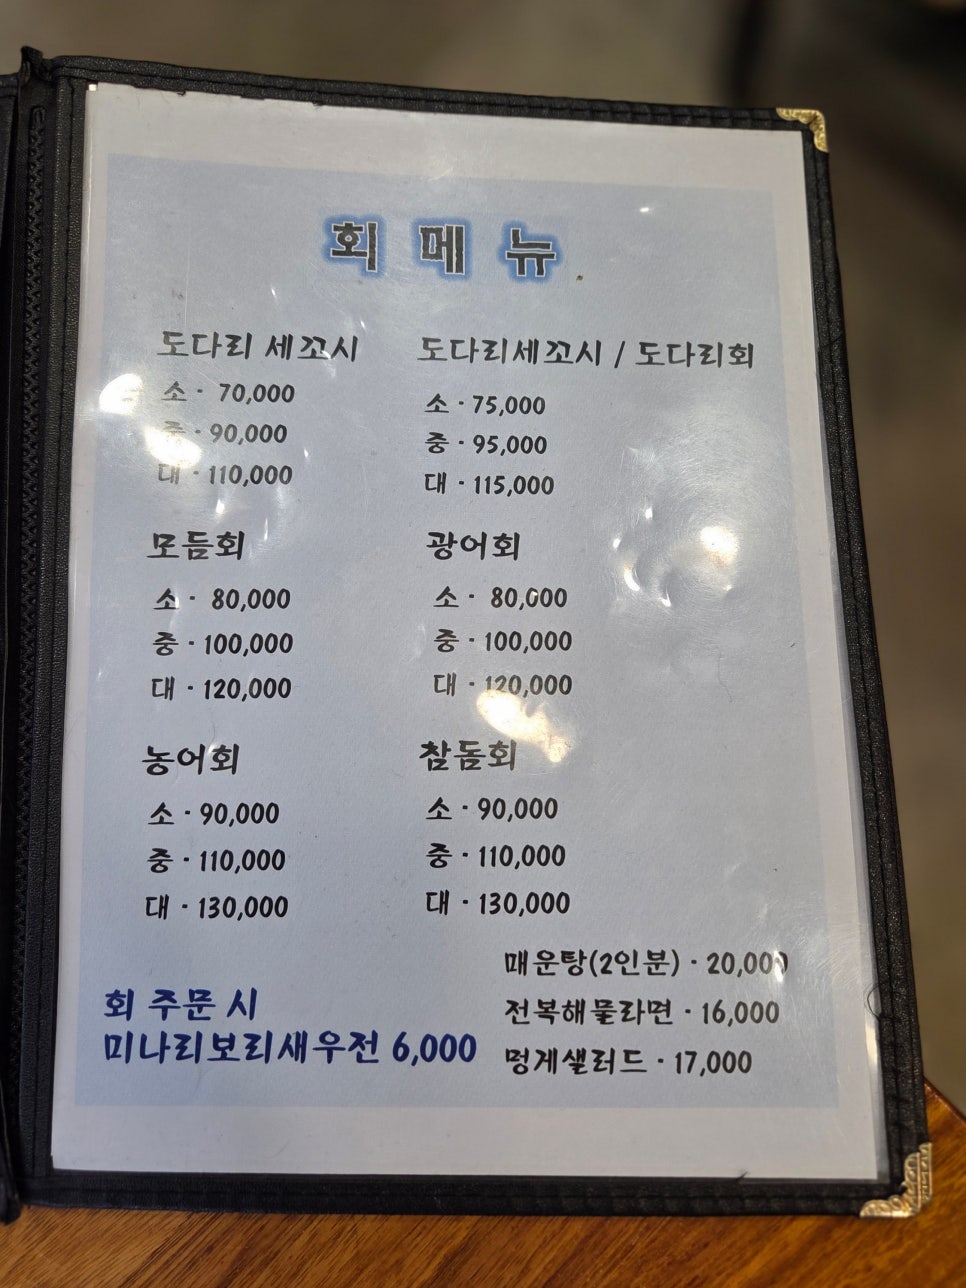 회 메 뉴
도다리 세꼬시
소 · 70,000
중 · 90,000
대 · 110,000
도다리세꼬시 / 도다리회
소 · 75,000
중 · 95,000
대 · 115,000
모듬회
소 · 80,000
중 · 100,000
대 · 120,000
광어회
소 · 80,000
중 · 100,000
대 · 120,000
농어회
소 · 90,000
중 · 110,000
대 · 130,000
참돔회
소 · 90,000
중 · 110,000
대 · 130,000
매운탕(2인분) · 20,000
전복해물라면 · 16,000
멍게샐러드 · 17,000
회 주문 시
미나리보리새우전 6,000